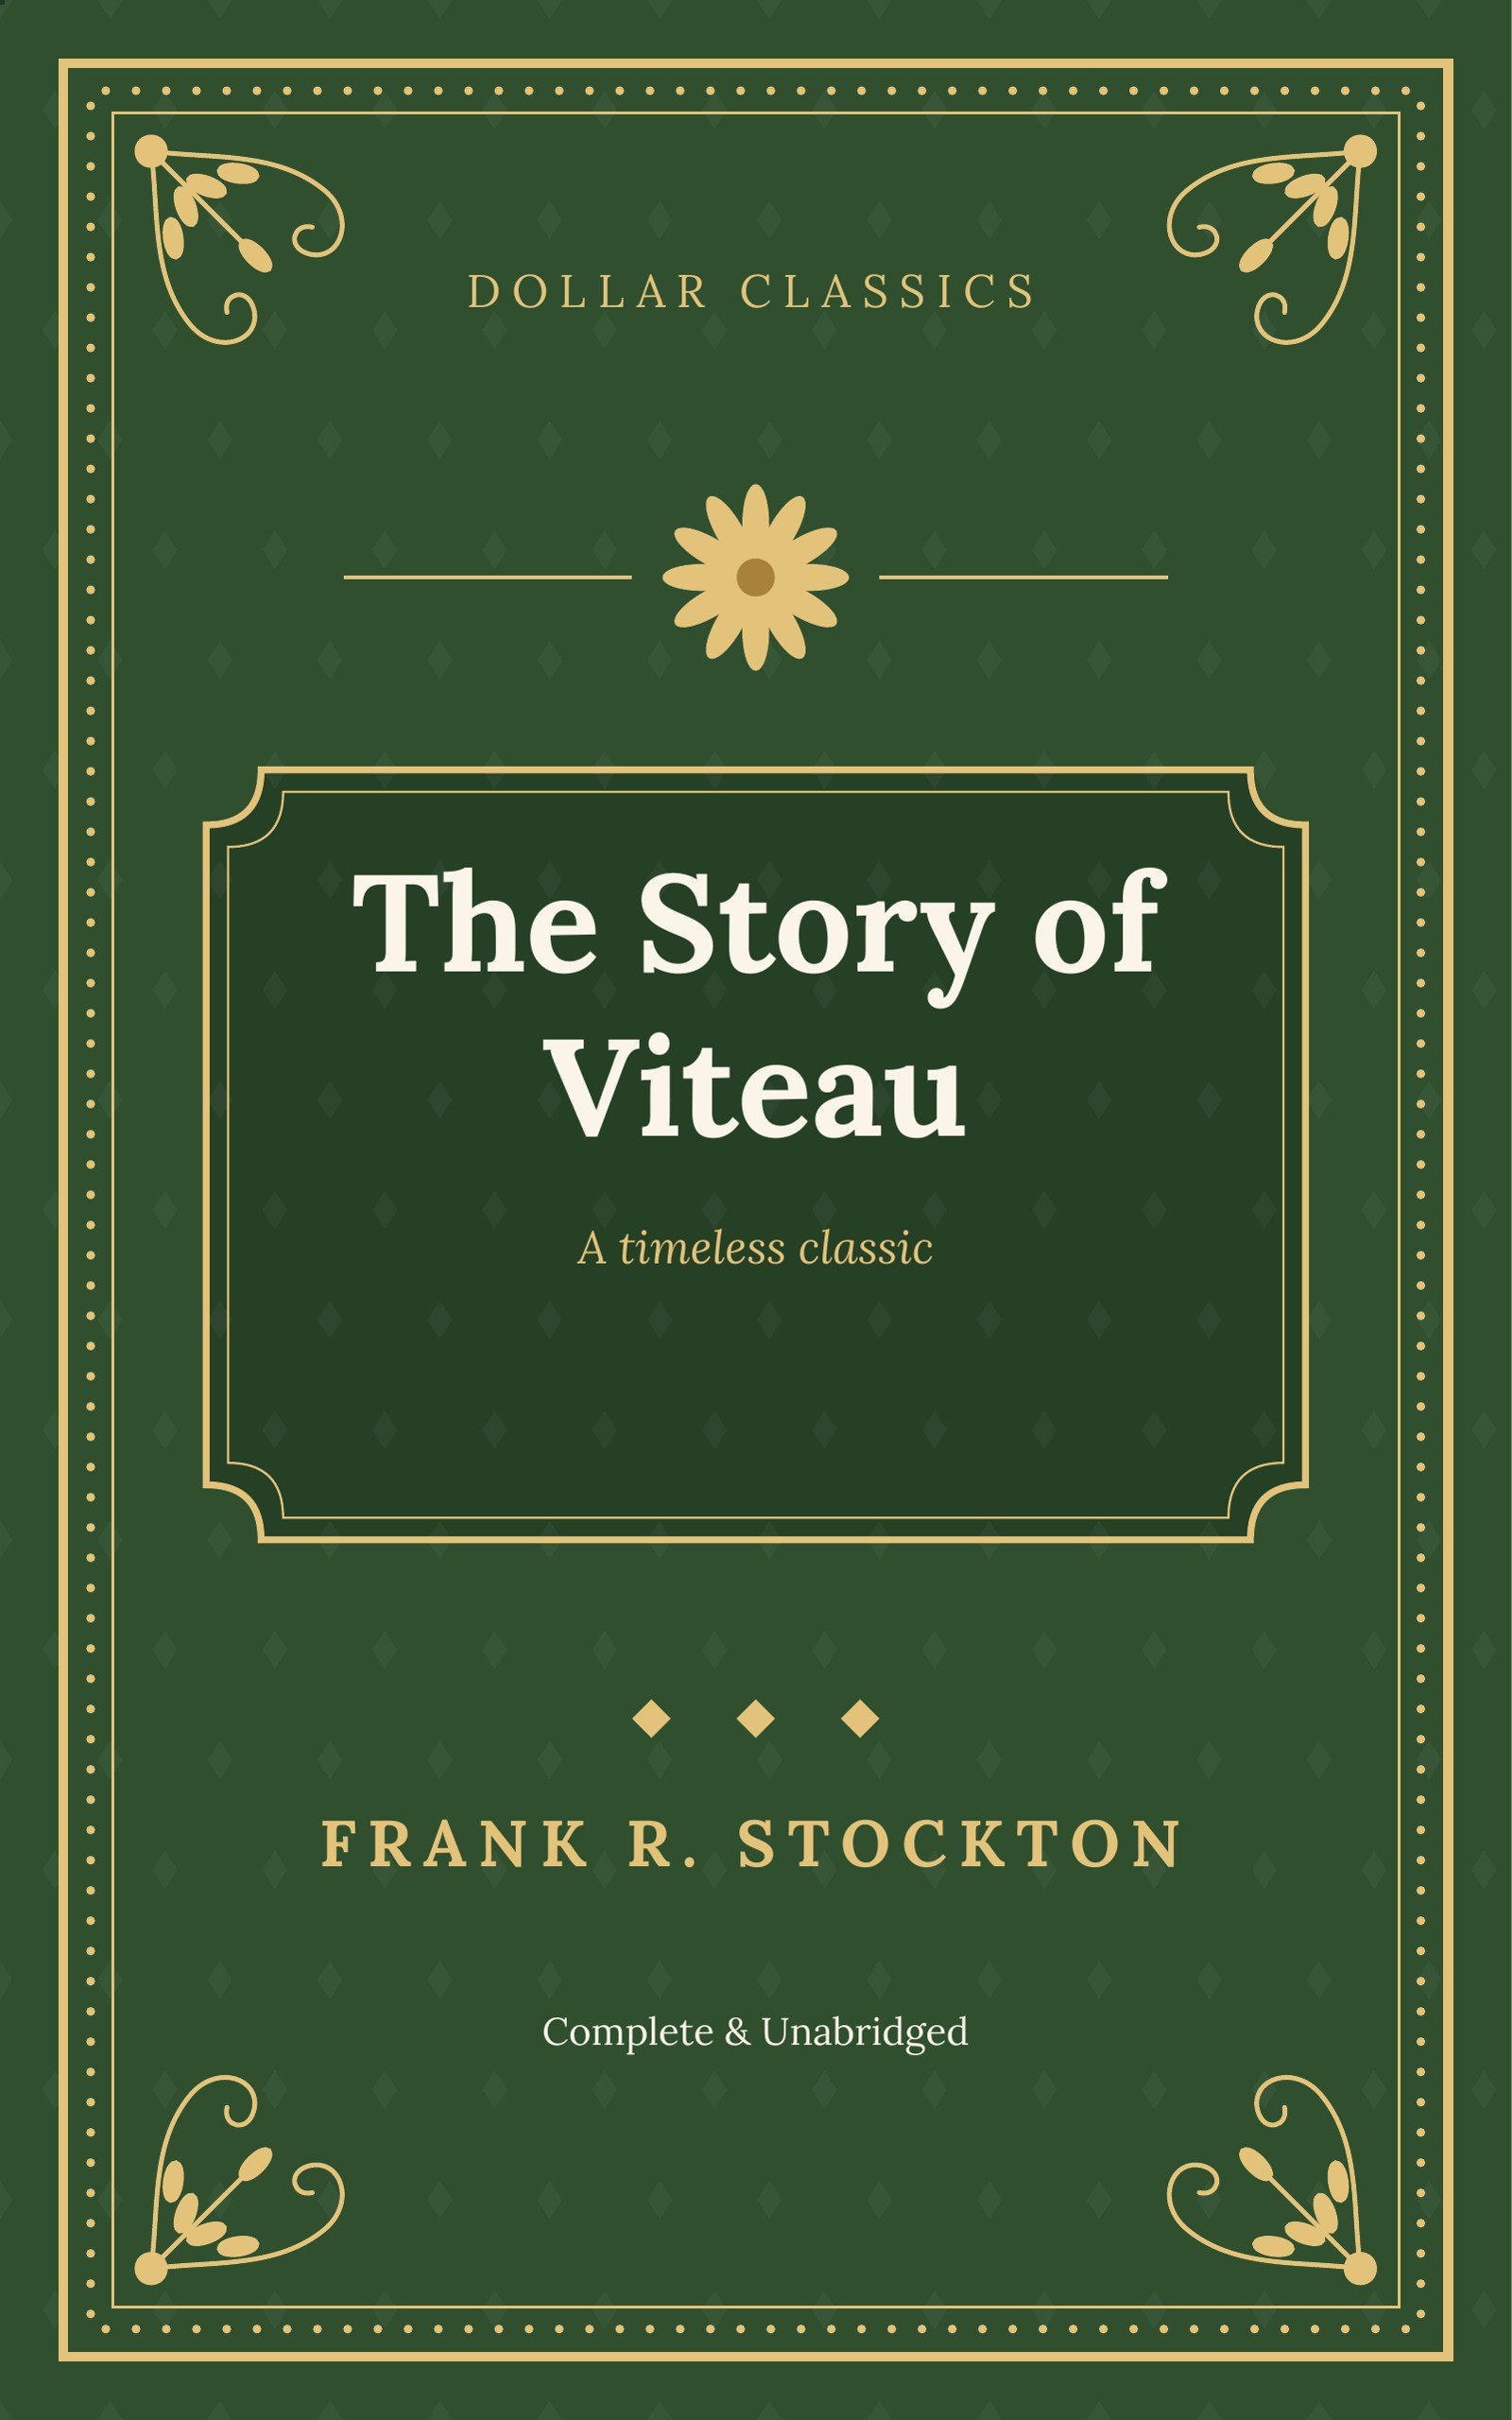 DOLLAR CLASSICS
The Story of
Viteau
A timeless classic
FRANK R. STOCKTON
Complete & Unabridged